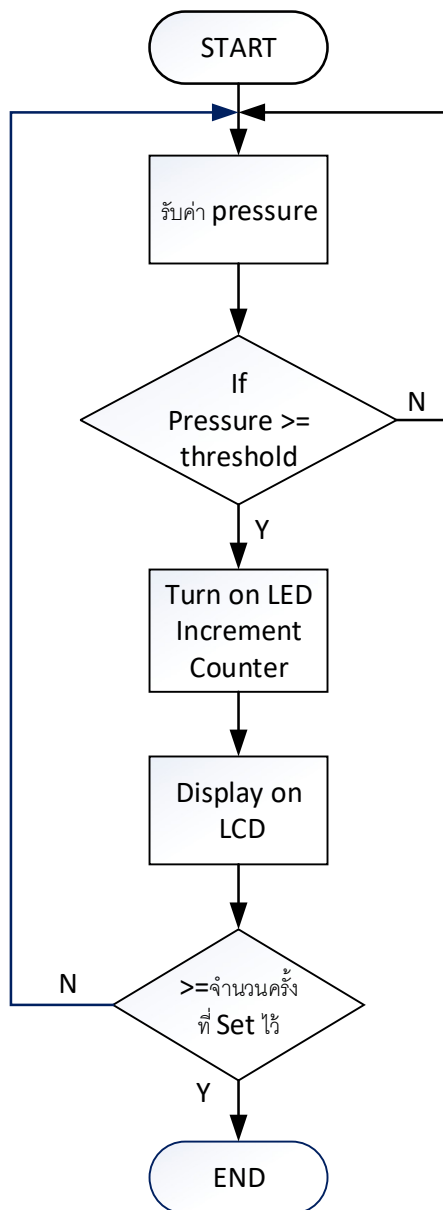 START
รับค่า pressure
If
Pressure >=
threshold
N
Y
Turn on LED
Increment
Counter
Display on
LCD
N
>=จำนวนครั้ง
ที่ Set ไว้
Y
END